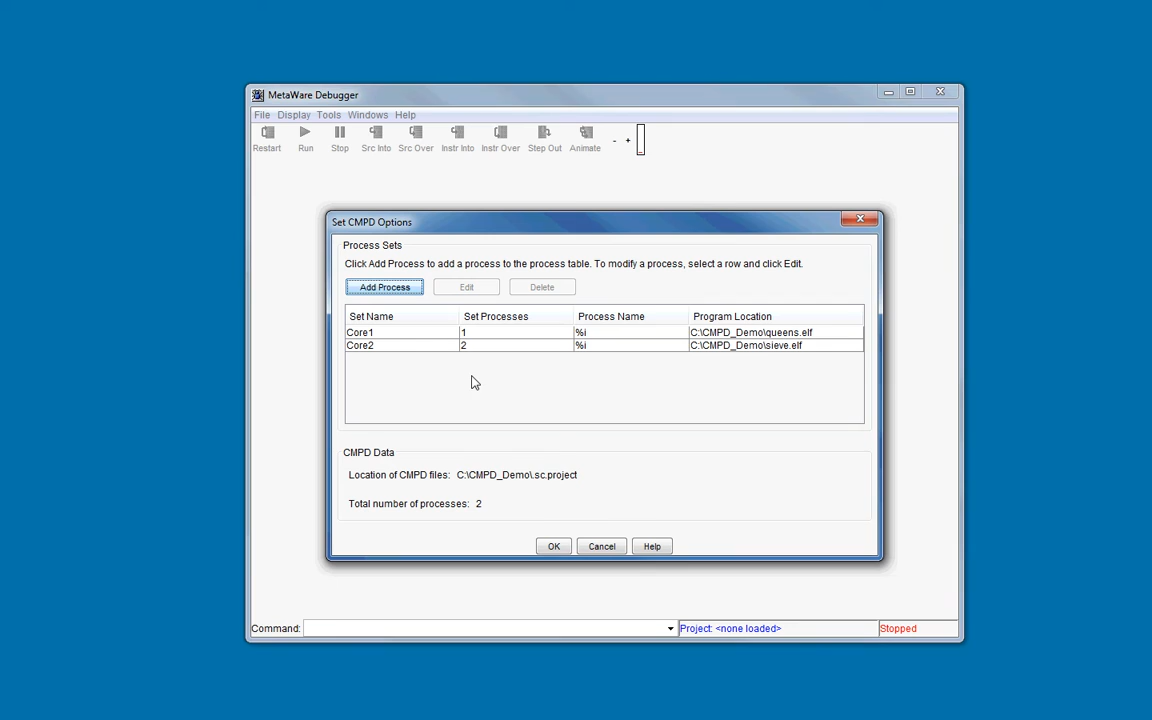 MetaWare Debugger
File Display Tools Windows Help
Restart Run Stop Src Into Src Over Instr Into Instr Over Step Out Animate - +
Set CMPD Options
Process Sets
Click Add Process to add a process to the process table. To modify a process, select a row and click Edit.
Add Process Edit Delete
Set Name Set Processes Process Name Program Location
Core1 1 %i C:\CMPD_Demo\queens.elf
Core2 2 %i C:\CMPD_Demo\sieve.elf
CMPD Data
Location of CMPD files: C:\CMPD_Demo\.sc.project
Total number of processes: 2
OK Cancel Help
Command: Project: <none loaded> Stopped